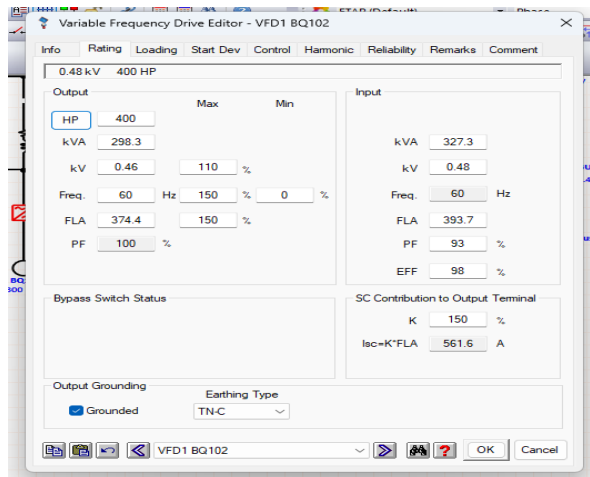 Variable Frequency Drive Editor - VFD1 BQ102
Info Rating Loading Start Dev Control Harmonic Reliability Remarks Comment
0.48 kV 400 HP
Output
Max Min
HP 400
kVA 298.3
kV 0.46 110 %
Freq. 60 Hz 150 % 0 %
FLA 374.4 150 %
PF 100 %
Input
kVA 327.3
kV 0.48
Freq. 60 Hz
FLA 393.7
PF 93 %
EFF 98 %
Bypass Switch Status
SC Contribution to Output Terminal
K 150 %
Isc=K*FLA 561.6 A
Output Grounding
Earthing Type
Grounded TN-C
VFD1 BQ102
? OK Cancel